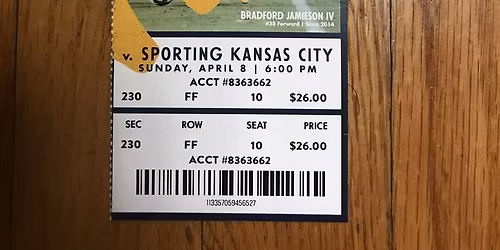 BRADFORD JAMIESON IV
#38 Forward | Since 2014
v. SPORTING KANSAS CITY
SUNDAY, APRIL 8 | 6:00 PM
ACCT #8363662
230 FF 10 $26.00
SEC ROW SEAT PRICE
230 FF 10 $26.00
ACCT #8363662
113357059456527